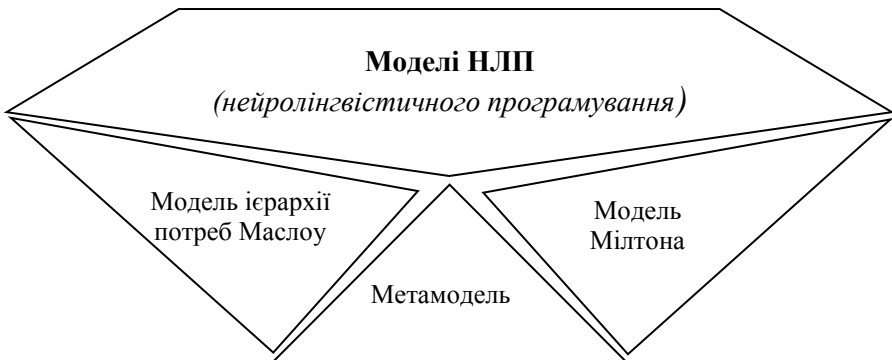 Моделі НЛП
(нейролінгвістичного програмування)
Модель ієрархії
потреб Маслоу
Метамодель
Модель
Мілтона